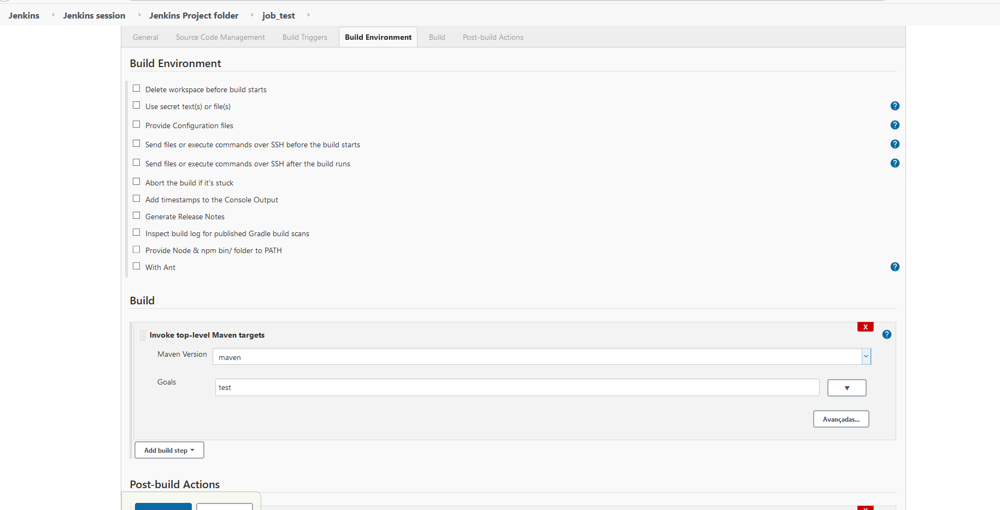 Jenkins Jenkins session Jenkins Project folder job_test
General Source Code Management Build Triggers Build Environment Build Post-build Actions
Build Environment
Delete workspace before build starts
Use secret text(s) or file(s) ?
Provide Configuration files ?
Send files or execute commands over SSH before the build starts ?
Send files or execute commands over SSH after the build runs ?
Abort the build if it's stuck
Add timestamps to the Console Output
Generate Release Notes
Inspect build log for published Gradle build scans
Provide Node & npm bin/ folder to PATH
With Ant ?
Build
X
Invoke top-level Maven targets ?
Maven Version maven
Goals test
Avançadas...
Add build step
Post-build Actions
X